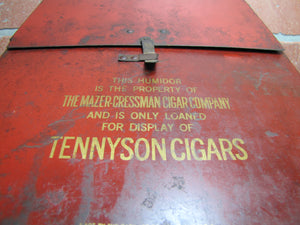 THIS HUMIDOR
IS THE PROPERTY OF
THE MAZER-CRESSMAN CIGAR COMPANY
AND IS ONLY LOANED
FOR DISPLAY OF
TENNYSON CIGARS